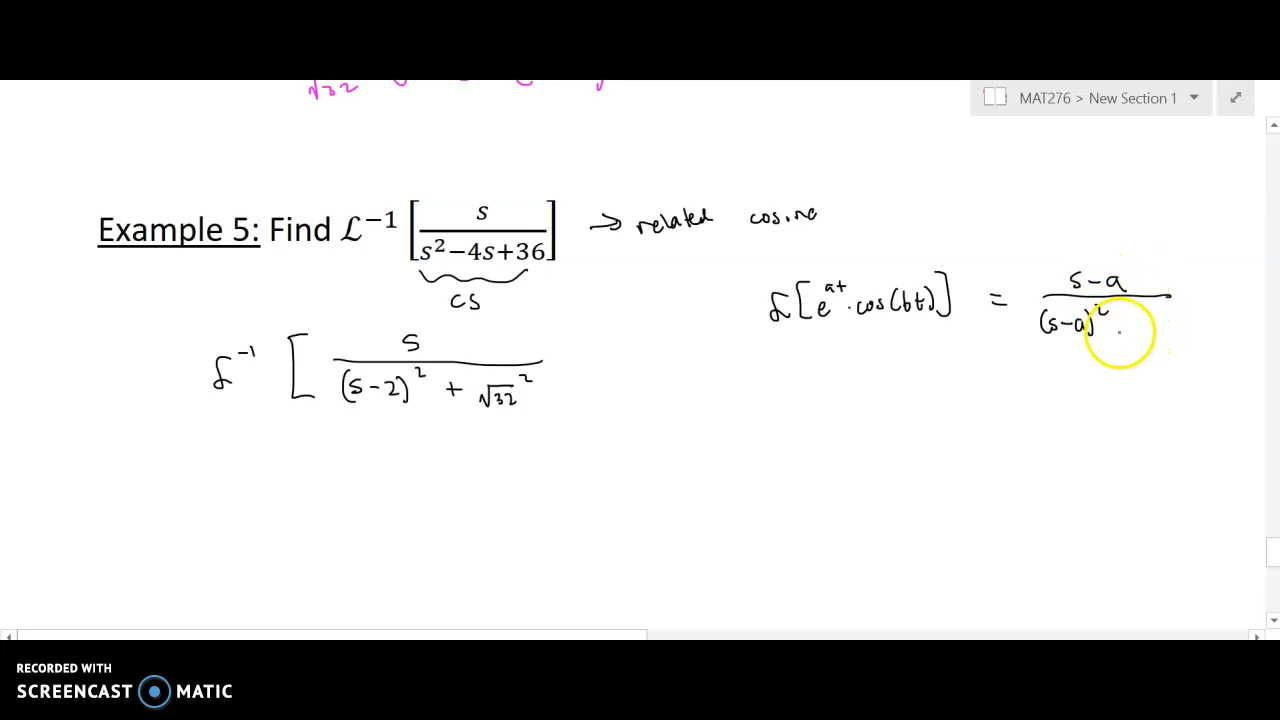 √32
MAT276 > New Section 1
Example 5: Find ℒ⁻¹ [s / (s²−4s+36)] → related cosine
CS
ℒ[e^(at) · cos(bt)] = (s−a) / (s−a)²
ℒ⁻¹ [ s / ((s−2)² + √32²)
RECORDED WITH
SCREENCAST MATIC